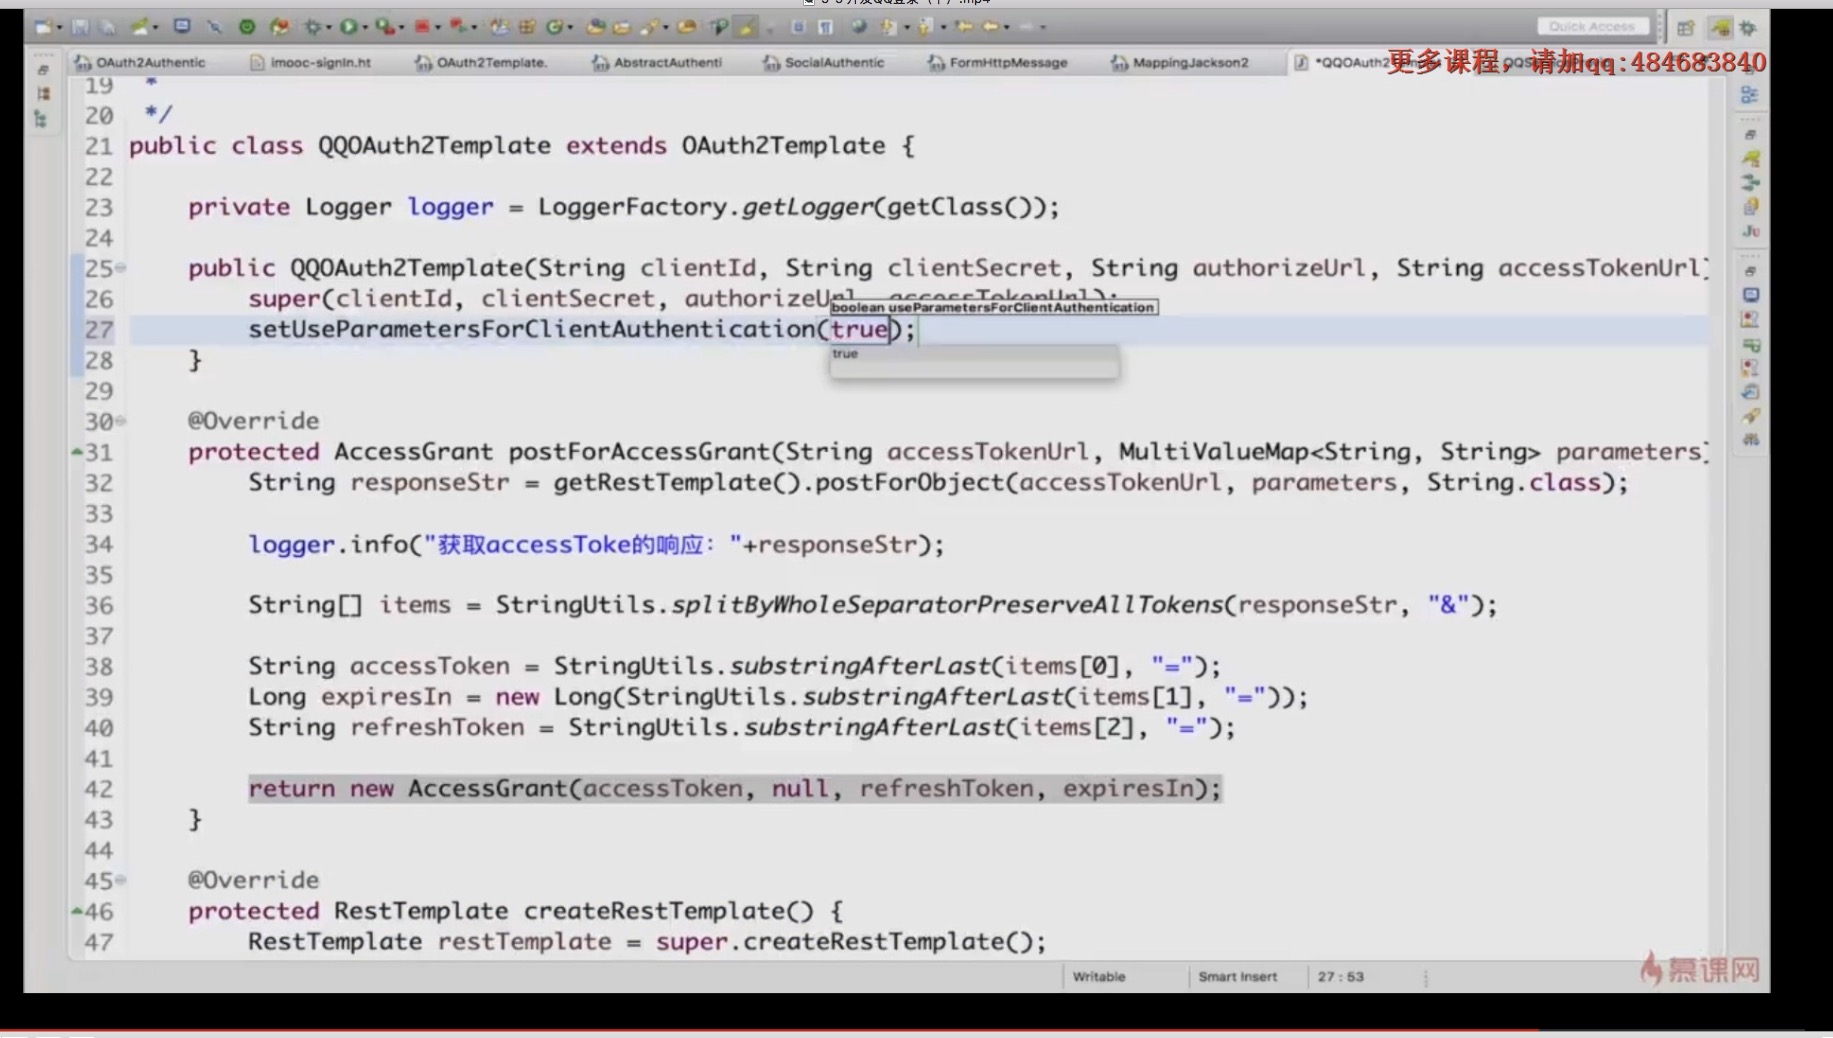 Quick Access
更多课程，请加qq:484683840
OAuth2Authentic
imooc-signIn.ht
OAuth2Template.
AbstractAuthenti
SocialAuthentic
FormHttpMessage
MappingJackson2
19 *
20 */
21 public class QQOAuth2Template extends OAuth2Template {
22
23 private Logger logger = LoggerFactory.getLogger(getClass());
24
25 public QQOAuth2Template(String clientId, String clientSecret, String authorizeUrl, String accessTokenUrl)
26 super(clientId, clientSecret, authorizeUrl, accessTokenUrl);
boolean useParametersForClientAuthentication
27 setUseParametersForClientAuthentication(true);
true
28 }
29
30 @Override
31 protected AccessGrant postForAccessGrant(String accessTokenUrl, MultiValueMap<String, String> parameters)
32 String responseStr = getRestTemplate().postForObject(accessTokenUrl, parameters, String.class);
33
34 logger.info("获取accessToke的响应："+responseStr);
35
36 String[] items = StringUtils.splitByWholeSeparatorPreserveAllTokens(responseStr, "&");
37
38 String accessToken = StringUtils.substringAfterLast(items[0], "=");
39 Long expiresIn = new Long(StringUtils.substringAfterLast(items[1], "="));
40 String refreshToken = StringUtils.substringAfterLast(items[2], "=");
41
42 return new AccessGrant(accessToken, null, refreshToken, expiresIn);
43 }
44
45 @Override
46 protected RestTemplate createRestTemplate() {
47 RestTemplate restTemplate = super.createRestTemplate();
Writable
Smart Insert
27 : 53
慕课网